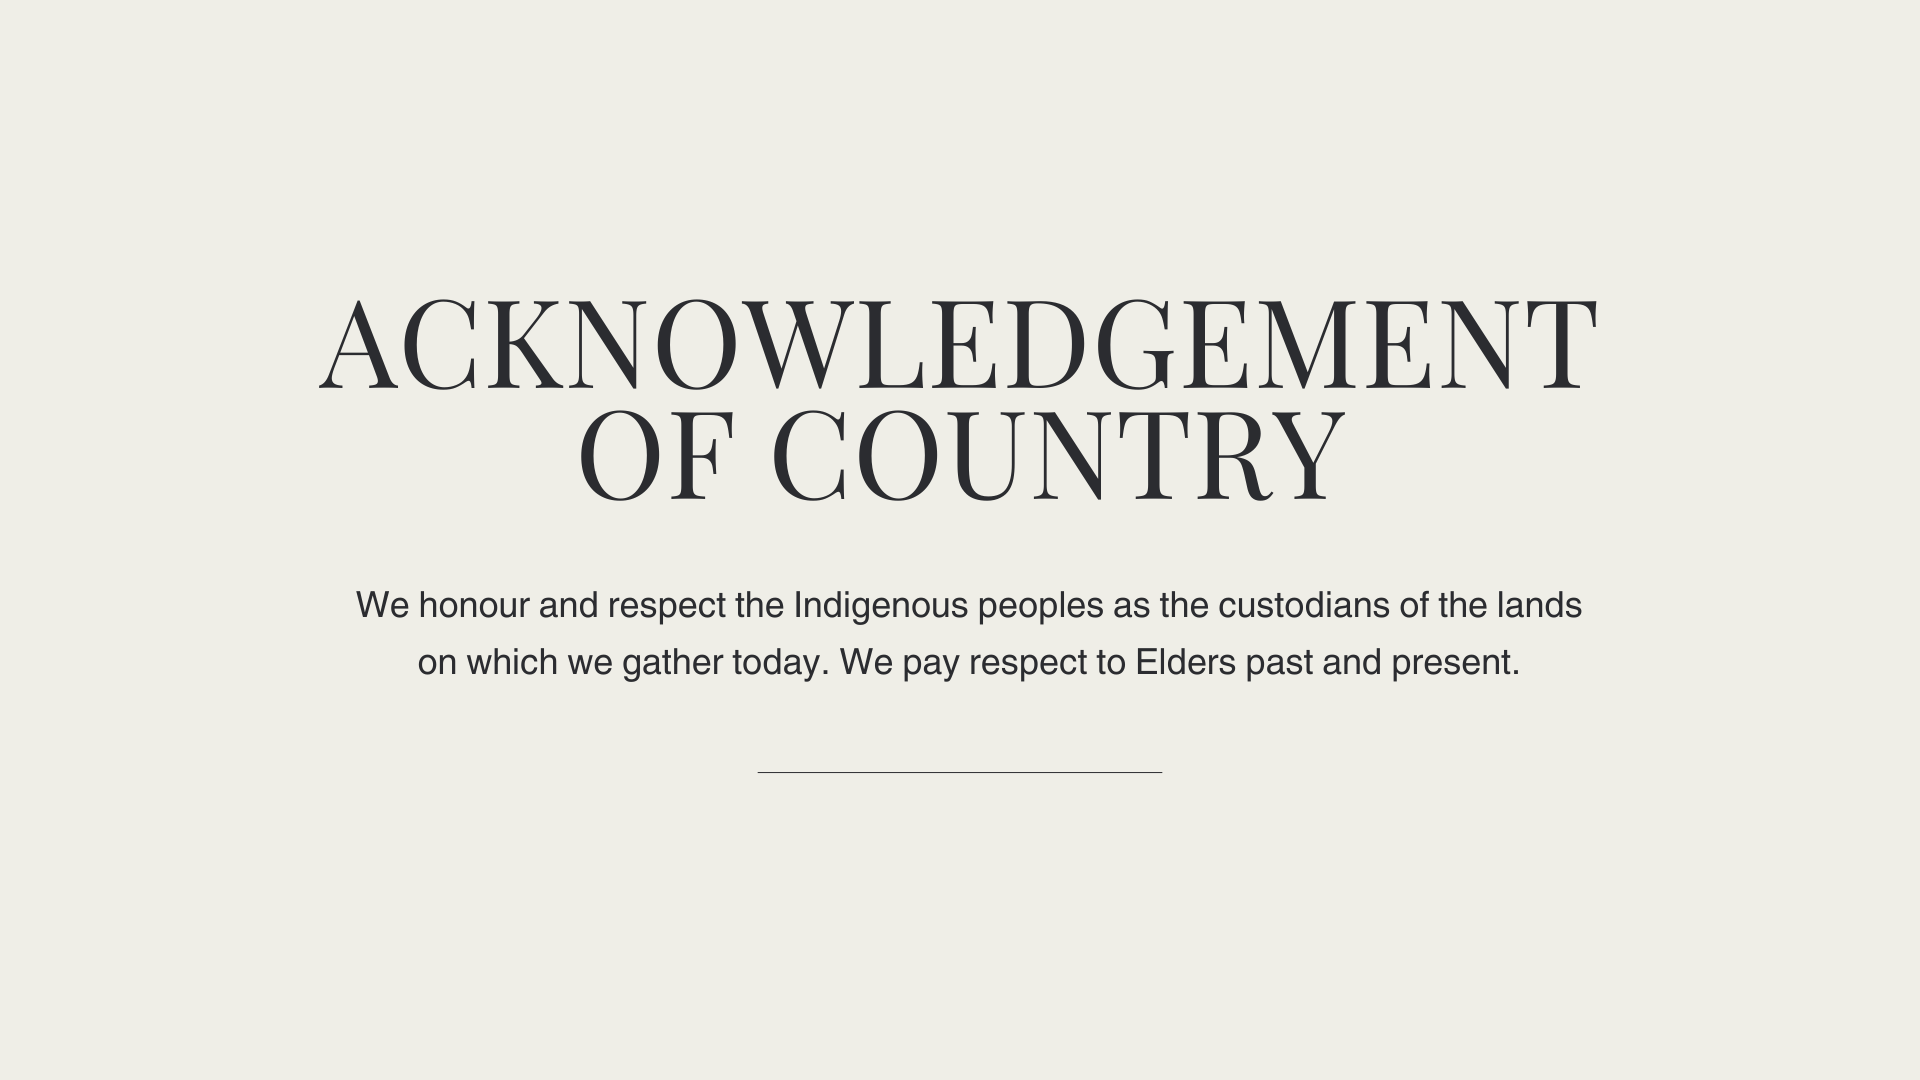 ACKNOWLEDGEMENT
OF COUNTRY
We honour and respect the Indigenous peoples as the custodians of the lands
on which we gather today. We pay respect to Elders past and present.